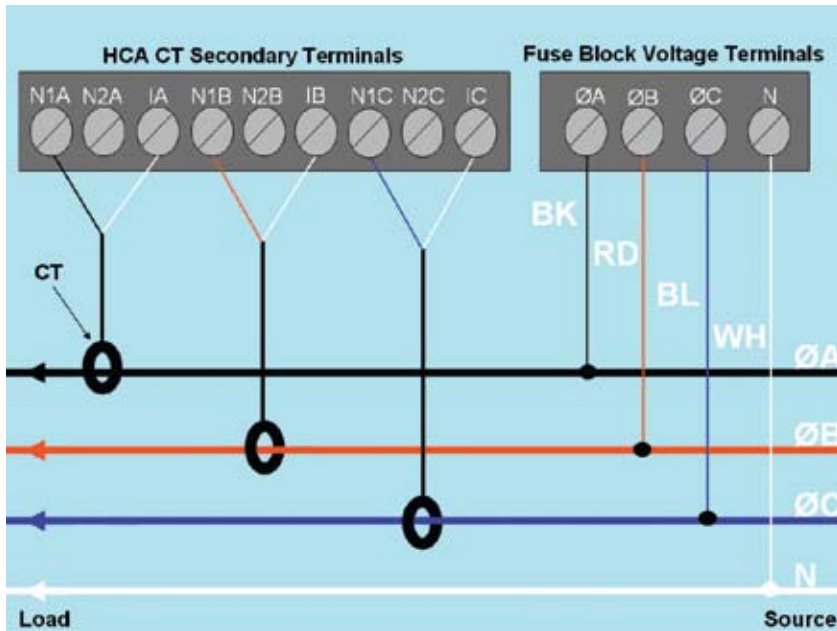 HCA CT Secondary Terminals
Fuse Block Voltage Terminals
N1A N2A IA N1B N2B IB N1C N2C IC
ØA ØB ØC N
BK
RD
BL
WH
CT
ØA
ØB
ØC
N
Load
Source